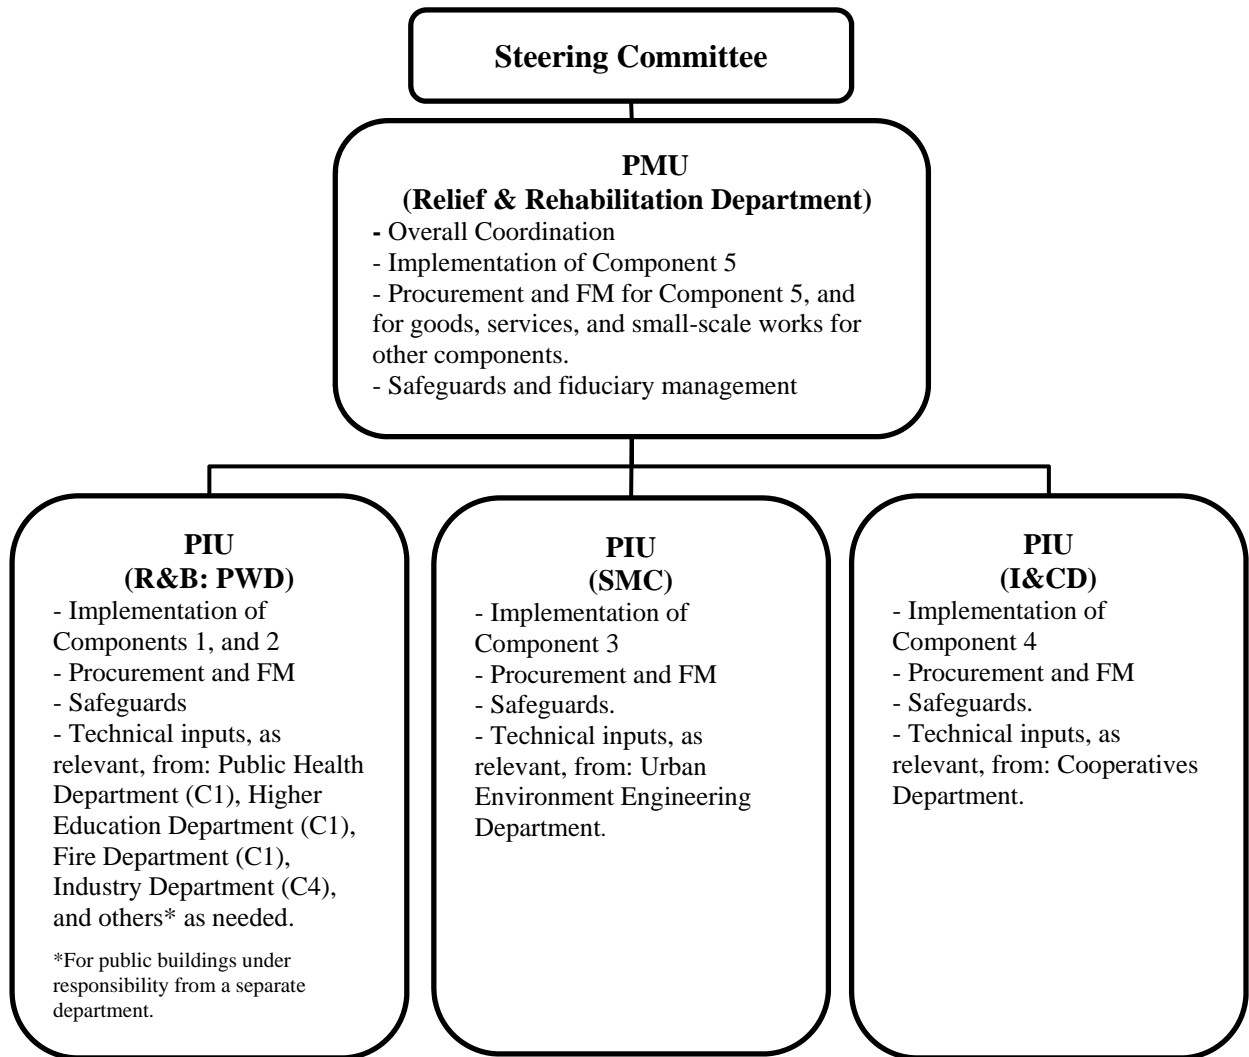 Steering Committee
PMU
(Relief & Rehabilitation Department)
- Overall Coordination
- Implementation of Component 5
- Procurement and FM for Component 5, and
for goods, services, and small-scale works for
other components.
- Safeguards and fiduciary management
PIU
(R&B: PWD)
- Implementation of
Components 1, and 2
- Procurement and FM
- Safeguards
- Technical inputs, as
relevant, from: Public Health
Department (C1), Higher
Education Department (C1),
Fire Department (C1),
Industry Department (C4),
and others* as needed.
*For public buildings under
responsibility from a separate
department.
PIU
(SMC)
- Implementation of
Component 3
- Procurement and FM
- Safeguards.
- Technical inputs, as
relevant, from: Urban
Environment Engineering
Department.
PIU
(I&CD)
- Implementation of
Component 4
- Procurement and FM
- Safeguards.
- Technical inputs, as
relevant, from: Cooperatives
Department.